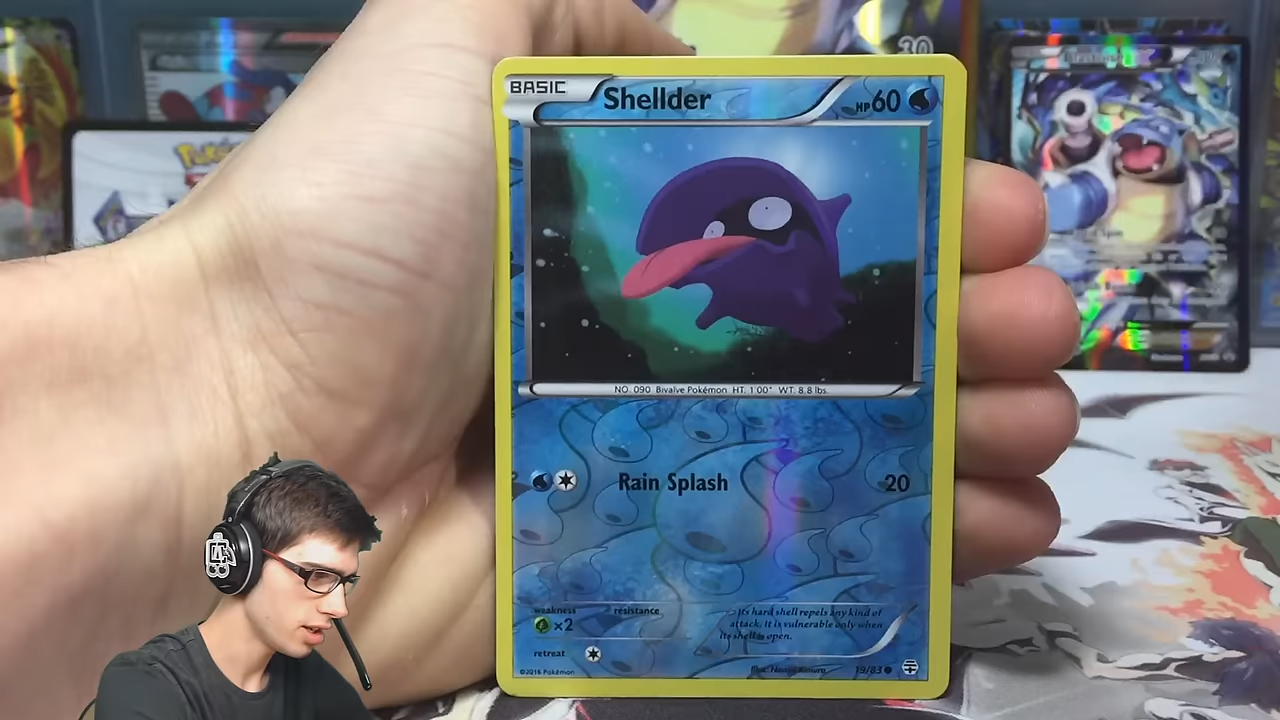 30
BASIC
Shellder
HP60
NO. 090 Bivalve Pokémon HT: 1'00" WT: 8.8 lbs.
Rain Splash 20
weakness resistance
×2
Its hard shell repels any kind of
attack. It is vulnerable only when
its shell is open.
retreat
©2016 Pokémon
Illus. 19/83